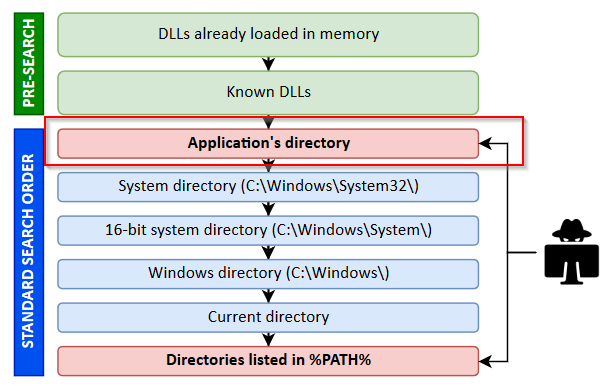 PRE-SEARCH
DLLs already loaded in memory
Known DLLs
STANDARD SEARCH ORDER
Application's directory
System directory (C:\Windows\System32\)
16-bit system directory (C:\Windows\System\)
Windows directory (C:\Windows\)
Current directory
Directories listed in %PATH%